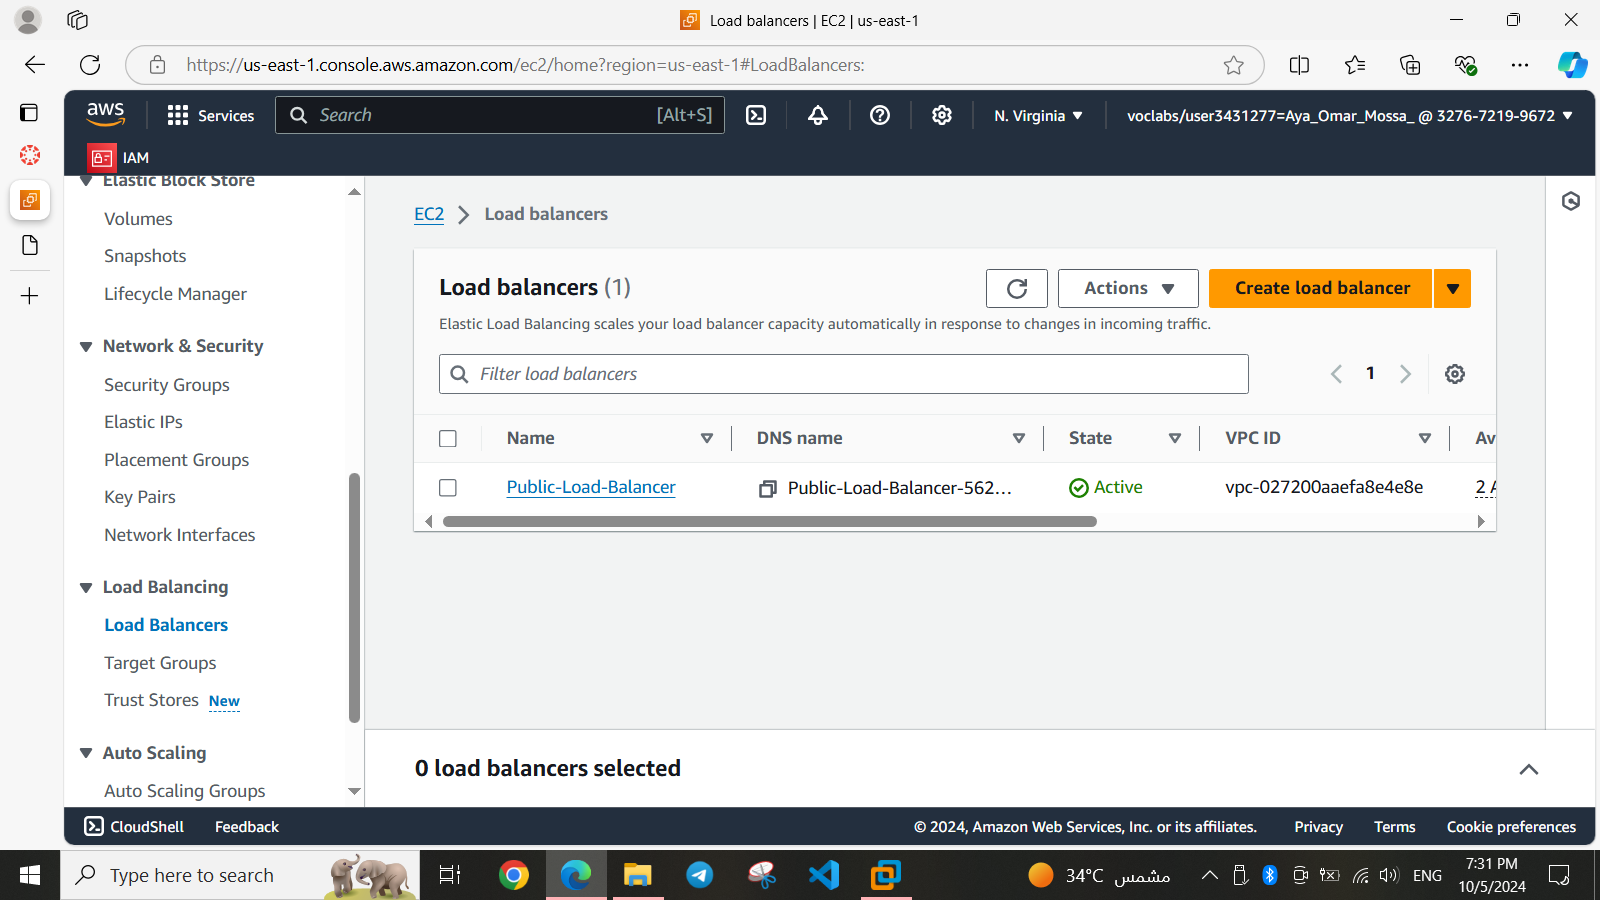 Load balancers | EC2 | us-east-1
https://us-east-1.console.aws.amazon.com/ec2/home?region=us-east-1#LoadBalancers:
aws
Services
Search
[Alt+S]
N. Virginia
voclabs/user3431277=Aya_Omar_Mossa_ @ 3276-7219-9672
IAM
Elastic Block Store
Volumes
Snapshots
Lifecycle Manager
Network & Security
Security Groups
Elastic IPs
Placement Groups
Key Pairs
Network Interfaces
Load Balancing
Load Balancers
Target Groups
Trust Stores New
Auto Scaling
Auto Scaling Groups
EC2 > Load balancers
Load balancers (1)
Actions
Create load balancer
Elastic Load Balancing scales your load balancer capacity automatically in response to changes in incoming traffic.
Filter load balancers
1
Name DNS name State VPC ID Av
Public-Load-Balancer Public-Load-Balancer-562... Active vpc-027200aaefa8e4e8e 2 A
0 load balancers selected
CloudShell Feedback © 2024, Amazon Web Services, Inc. or its affiliates. Privacy Terms Cookie preferences
Type here to search
34°C مشمس
ENG
7:31 PM
10/5/2024